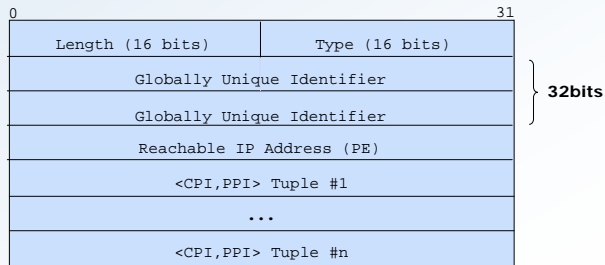 0 31
Length (16 bits) Type (16 bits)
Globally Unique Identifier
32bits
Globally Unique Identifier
Reachable IP Address (PE)
<CPI,PPI> Tuple #1
...
<CPI,PPI> Tuple #n